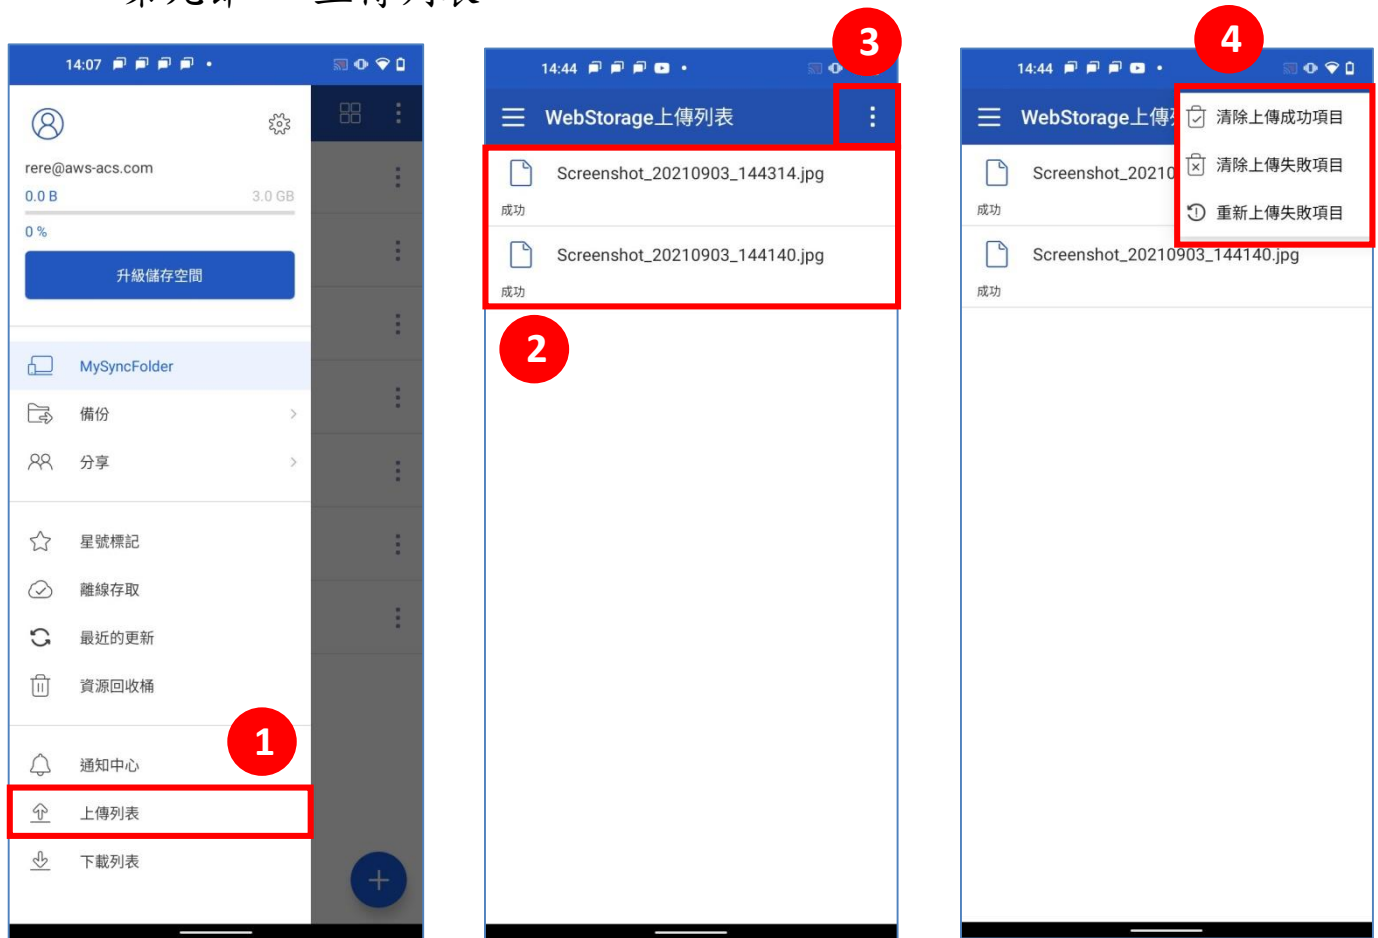 3
4
14:07
rere@aws-acs.com
0.0 B
3.0 GB
0 %
升級儲存空間
MySyncFolder
備份
分享
星號標記
離線存取
最近的更新
資源回收桶
1
通知中心
上傳列表
下載列表
14:44
WebStorage上傳列表
Screenshot_20210903_144314.jpg
成功
Screenshot_20210903_144140.jpg
成功
2
14:44
WebStorage上傳
清除上傳成功項目
清除上傳失敗項目
重新上傳失敗項目
Screenshot_20210
成功
Screenshot_20210903_144140.jpg
成功